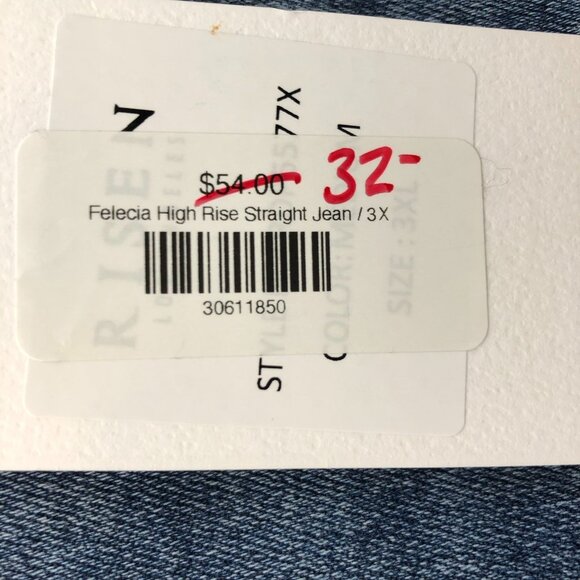 $54.00 32-
Felecia High Rise Straight Jean / 3X
30611850
RISEN
SIZE : 3XL